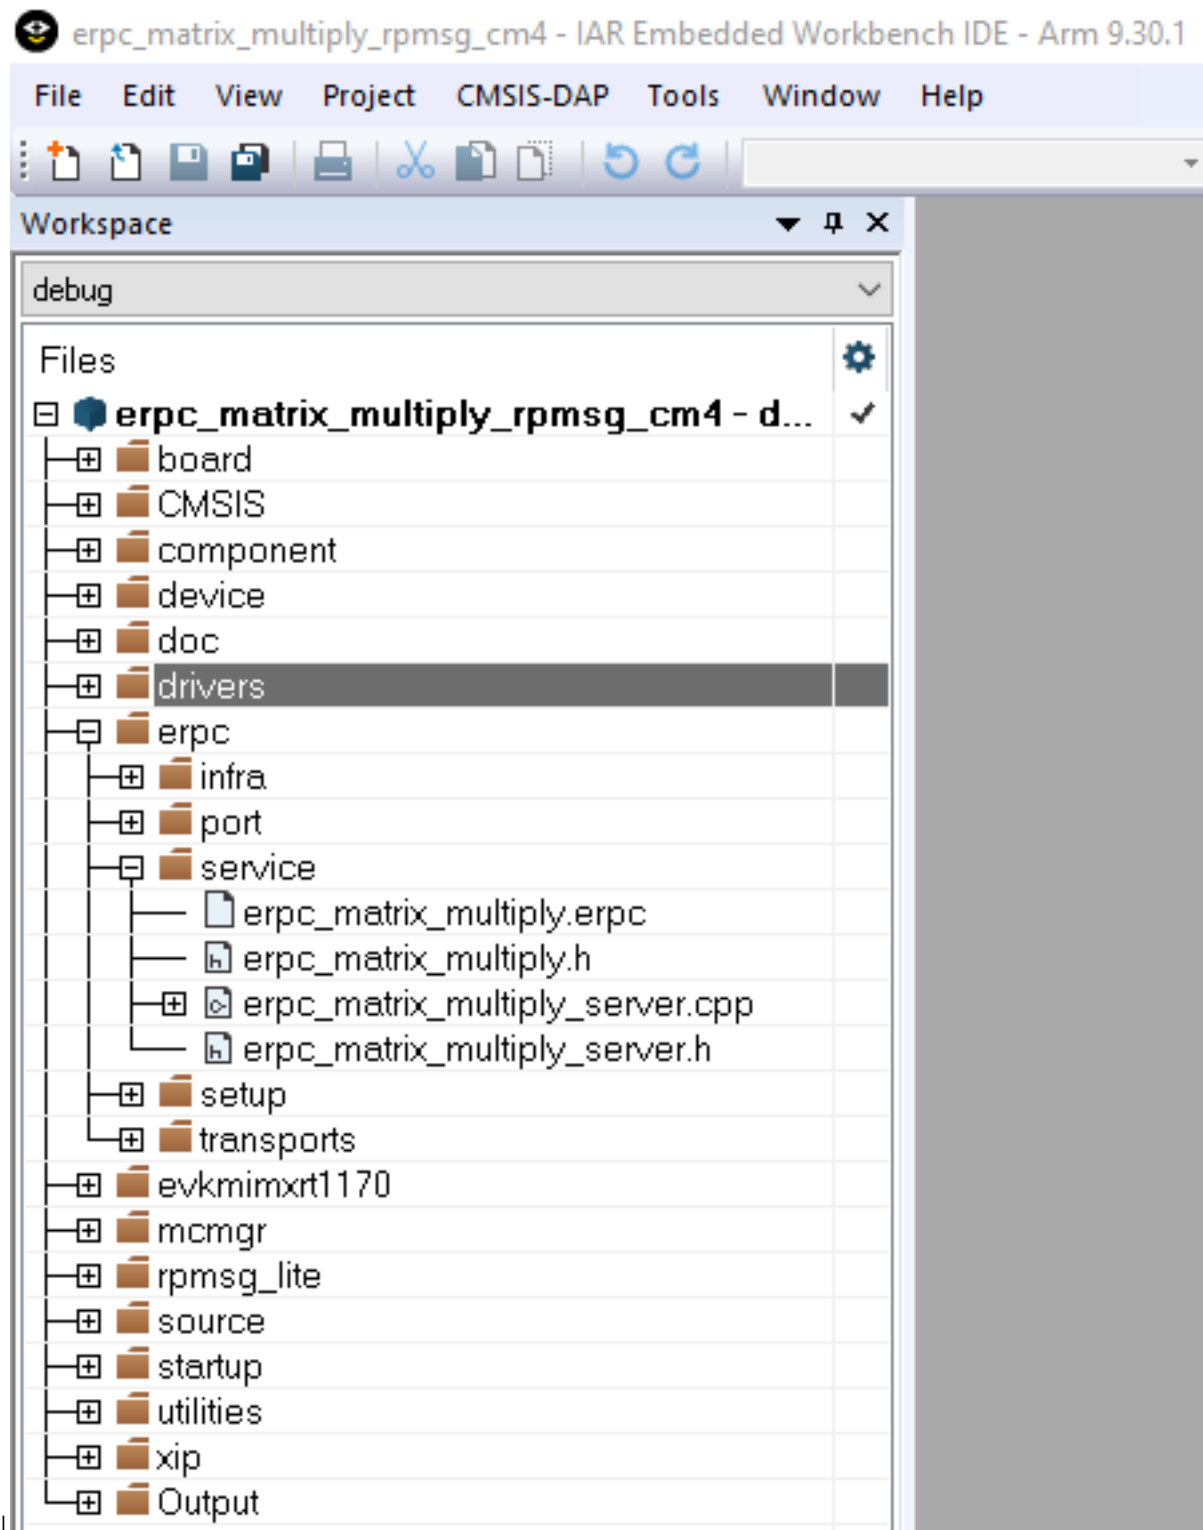 erpc_matrix_multiply_rpmsg_cm4 - IAR Embedded Workbench IDE - Arm 9.30.1
File Edit View Project CMSIS-DAP Tools Window Help
Workspace
debug
Files
erpc_matrix_multiply_rpmsg_cm4 - d...
board
CMSIS
component
device
doc
drivers
erpc
infra
port
service
erpc_matrix_multiply.erpc
erpc_matrix_multiply.h
erpc_matrix_multiply_server.cpp
erpc_matrix_multiply_server.h
setup
transports
evkmimxrt1170
mcmgr
rpmsg_lite
source
startup
utilities
xip
Output